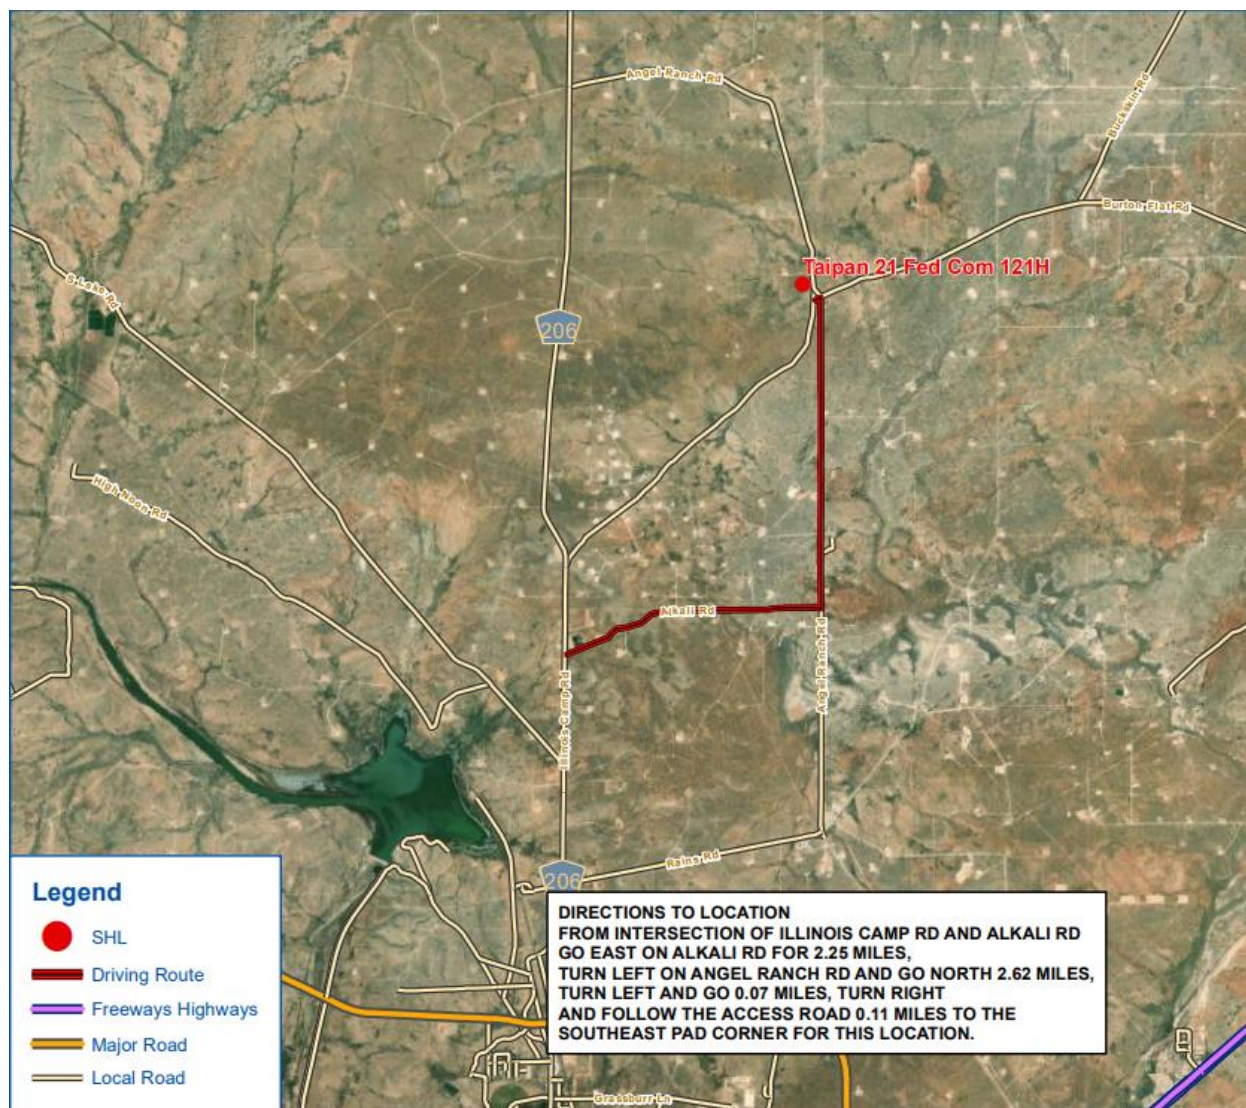 Angel Ranch Rd
Buckskin Rd
Burton Flat Rd
Taipan 21 Fed Com 121H
S Lake Rd
206
High Noon Rd
Alkali Rd
Angel Ranch Rd
Illinois Camp Rd
Rains Rd
206
Legend
SHL
Driving Route
Freeways Highways
Major Road
Local Road
DIRECTIONS TO LOCATION
FROM INTERSECTION OF ILLINOIS CAMP RD AND ALKALI RD
GO EAST ON ALKALI RD FOR 2.25 MILES,
TURN LEFT ON ANGEL RANCH RD AND GO NORTH 2.62 MILES,
TURN LEFT AND GO 0.07 MILES, TURN RIGHT
AND FOLLOW THE ACCESS ROAD 0.11 MILES TO THE
SOUTHEAST PAD CORNER FOR THIS LOCATION.
Grassburr Ln